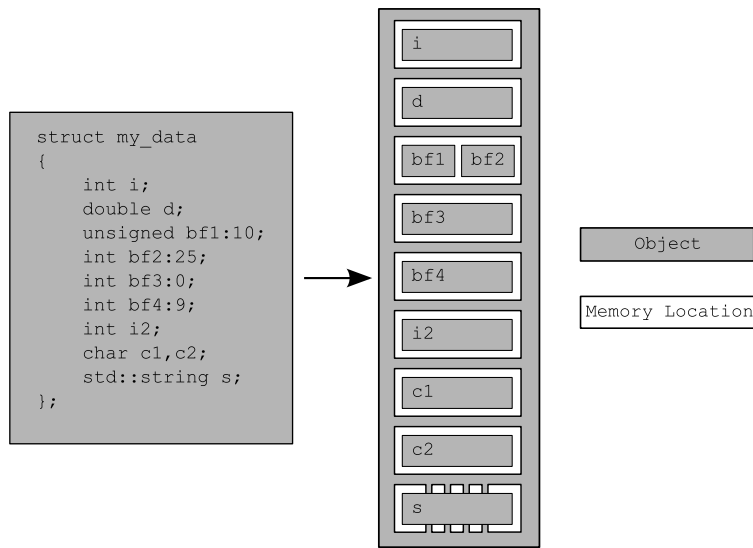 struct my_data
{
int i;
double d;
unsigned bf1:10;
int bf2:25;
int bf3:0;
int bf4:9;
int i2;
char c1,c2;
std::string s;
};
i
d
bf1 bf2
bf3
bf4
i2
c1
c2
s
Object
Memory Location